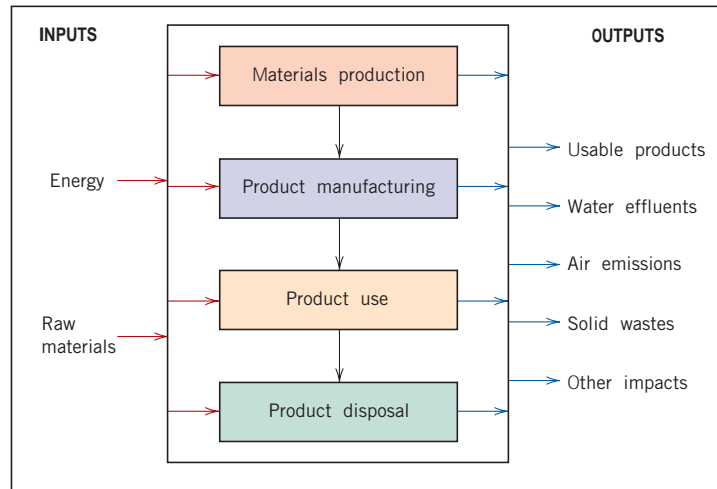 INPUTS
OUTPUTS
Materials production
Usable products
Energy
Product manufacturing
Water effluents
Air emissions
Product use
Raw
materials
Solid wastes
Other impacts
Product disposal